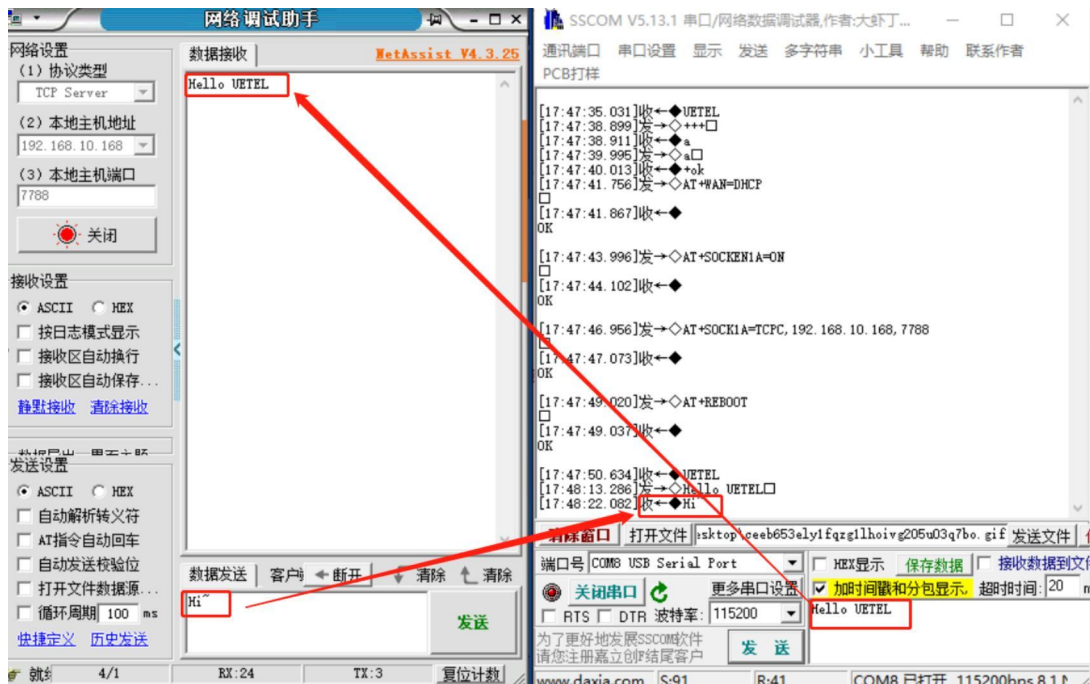 网络调试助手
网络设置
(1) 协议类型
TCP Server
(2) 本地主机地址
192.168.10.168
(3) 本地主机端口
7788
关闭
接收设置
ASCII HEX
按日志模式显示
接收区自动换行
接收区自动保存...
静默接收 清除接收
发送设置
ASCII HEX
自动解析转义符
AT指令自动回车
自动发送校验位
打开文件数据源...
循环周期 100 ms
快捷定义 历史发送
数据接收 NetAssist V4.3.25
Hello UETEL
数据发送 客户 断开 清除 清除
Hi~
发送
4/1 RX:24 TX:3 复位计数
SSCOM V5.13.1 串口/网络数据调试器,作者:大虾丁...
通讯端口 串口设置 显示 发送 多字符串 小工具 帮助 联系作者
PCB打样
[17:47:35.031]收←◆UETEL
[17:47:38.899]发→◇+++□
[17:47:38.911]收←◆a
[17:47:39.995]发→◇a□
[17:47:40.013]收←◆+ok
[17:47:41.756]发→◇AT+WAN=DHCP
□
[17:47:41.867]收←◆
OK
[17:47:43.996]发→◇AT+SOCKEN1A=ON
□
[17:47:44.102]收←◆
OK
[17:47:46.956]发→◇AT+SOCK1A=TCPC,192.168.10.168,7788
□
[17:47:47.073]收←◆
OK
[17:47:49.020]发→◇AT+REBOOT
□
[17:47:49.037]收←◆
OK
[17:47:50.634]收←◆UETEL
[17:48:13.286]发→◇Hello UETEL□
[17:48:22.082]收←◆Hi~
清除窗口 打开文件 发送文件
端口号 COM8 USB Serial Port HEX显示 保存数据 接收数据到文
关闭串口 更多串口设置 加时间戳和分包显示, 超时时间: 20
RTS DTR 波特率: 115200 Hello UETEL
为了更好地发展SSCOM软件
请您注册嘉立创F结尾客户
发 送
www.daxia.com S:91 R:41 COM8 已打开 115200bps,8,1,